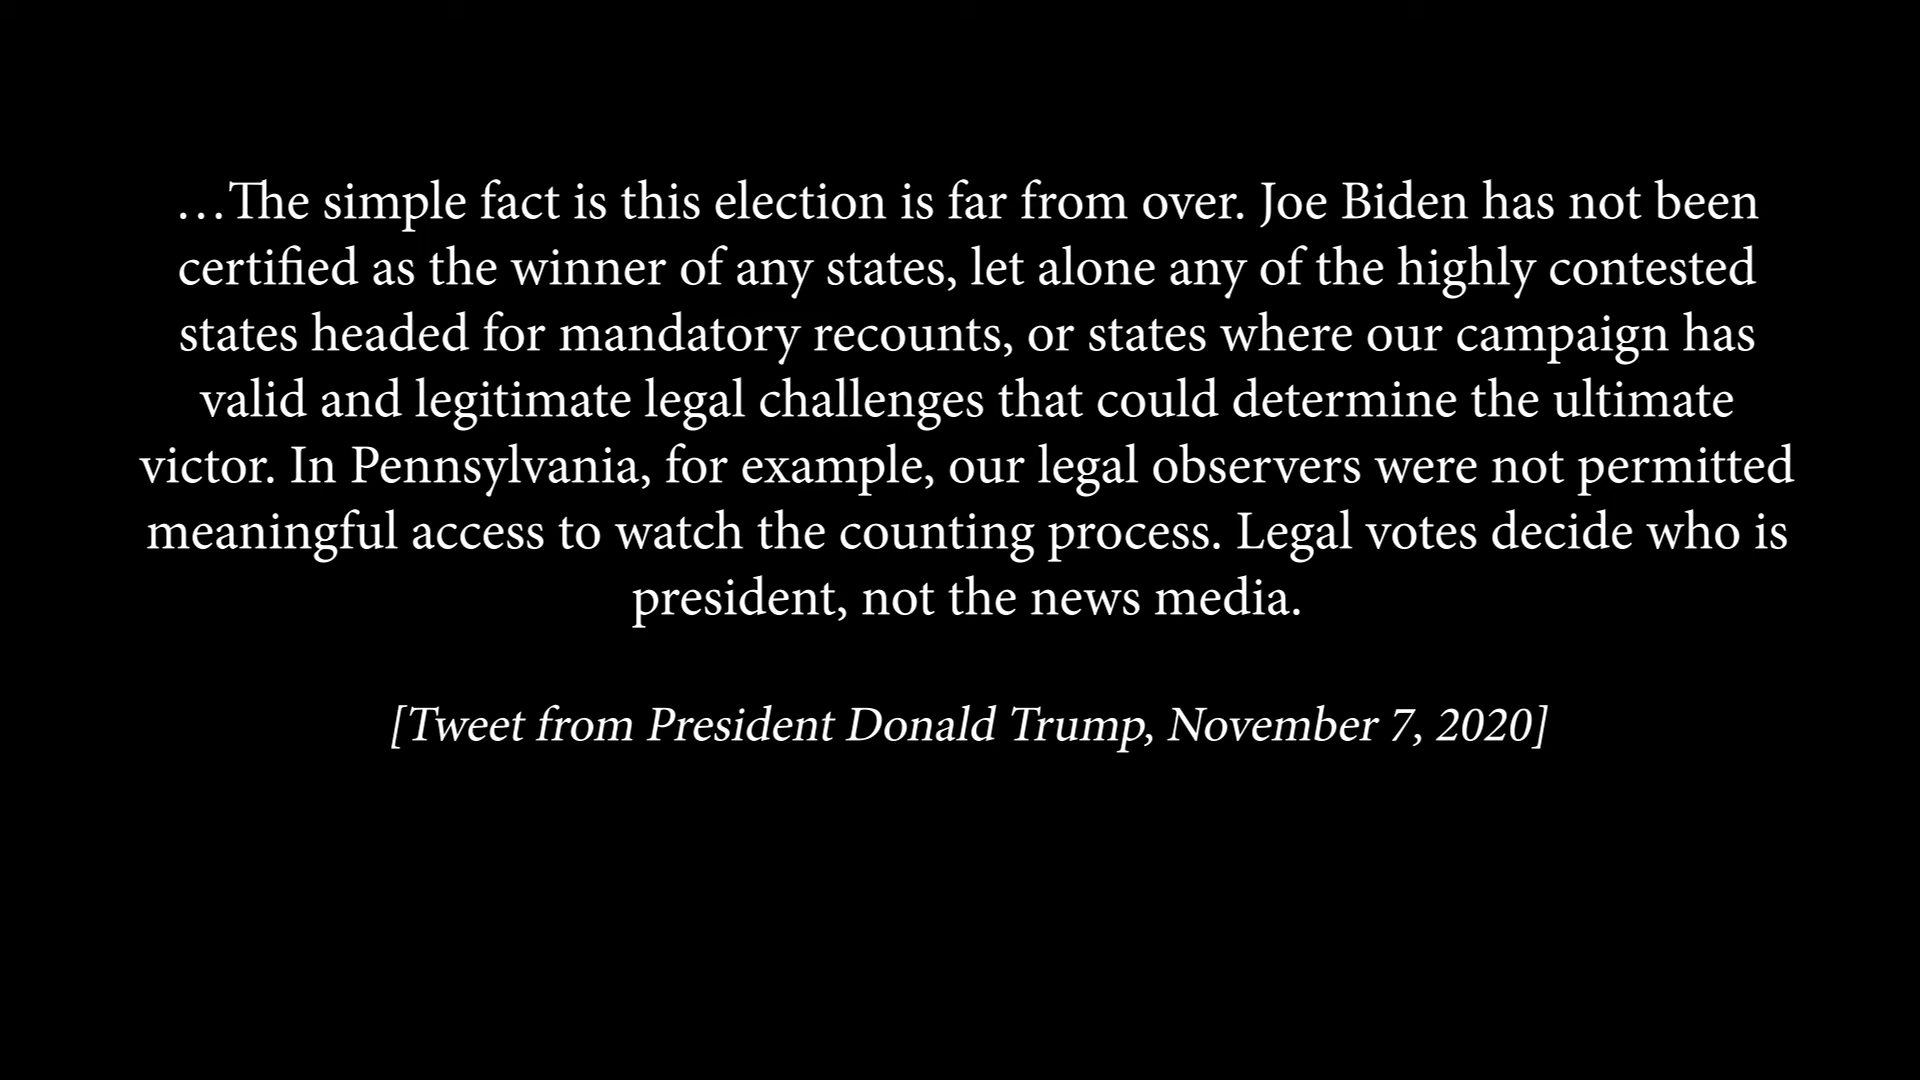 …The simple fact is this election is far from over. Joe Biden has not been
certified as the winner of any states, let alone any of the highly contested
states headed for mandatory recounts, or states where our campaign has
valid and legitimate legal challenges that could determine the ultimate
victor. In Pennsylvania, for example, our legal observers were not permitted
meaningful access to watch the counting process. Legal votes decide who is
president, not the news media.
[Tweet from President Donald Trump, November 7, 2020]